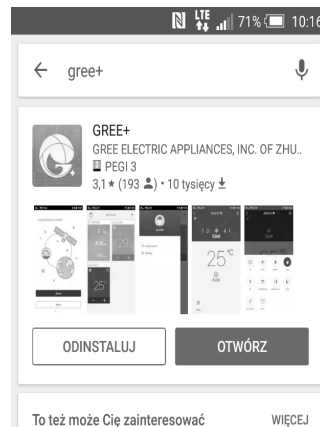 LTE 71% 10:16
gree+
GREE+
GREE ELECTRIC APPLIANCES, INC. OF ZHU..
PEGI 3
3,1★ (193) • 10 tysięcy
25°C
ODINSTALUJ
OTWÓRZ
To też może Cię zainteresować
WIĘCEJ